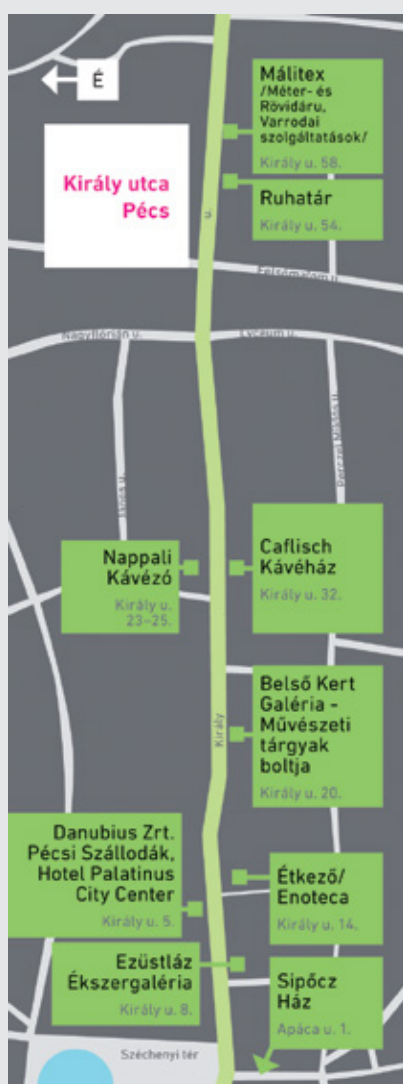 É
Málitex
/Méter- és
Rövidáru,
Varrodai
szolgáltatások/
Király u. 58.
Király utca
Pécs
Ruhatár
Király u. 54.
u.
Felsőmalom u.
Nagyflórián u.
Lyceum u.
Nappali
Kávézó
Király u.
23–25.
Caflisch
Kávéház
Király u. 32.
Belső Kert
Galéria -
Művészeti
tárgyak
boltja
Király u. 20.
Király
Danubius Zrt.
Pécsi Szállodák,
Hotel Palatinus
City Center
Király u. 5.
Étkező/
Enoteca
Király u. 14.
Ezüstláz
Ékszergaléria
Király u. 8.
Sipőcz
Ház
Apáca u. 1.
Széchenyi tér